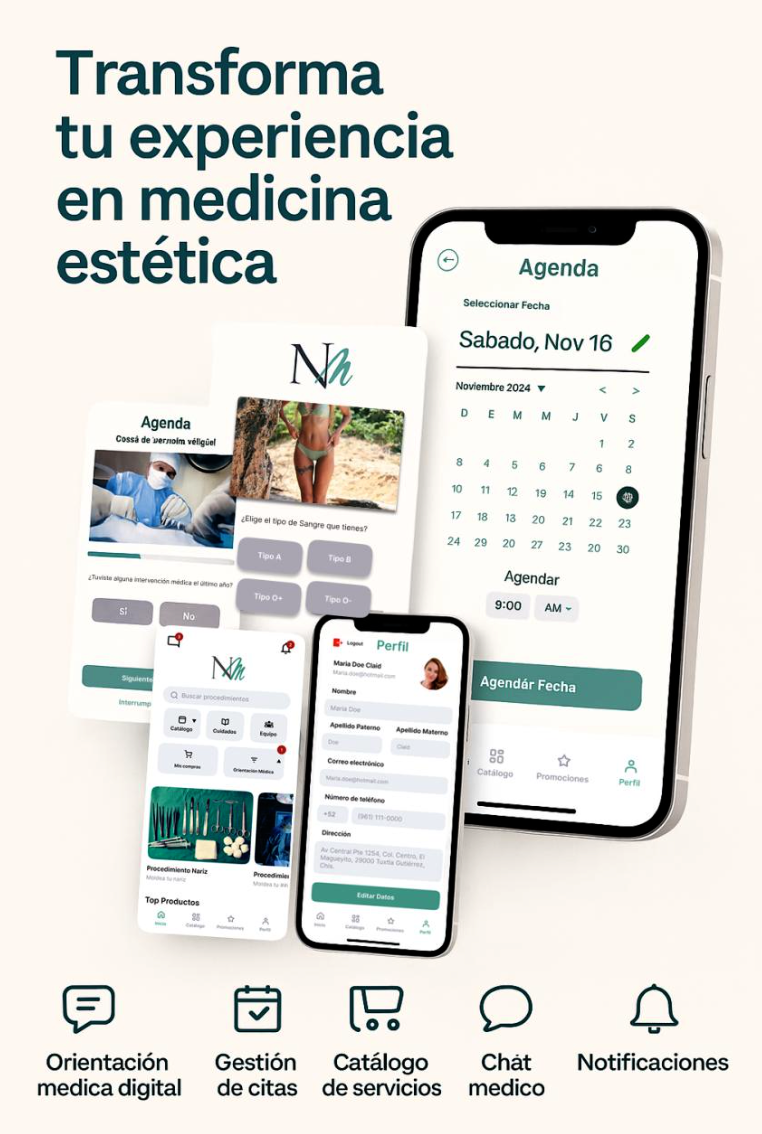 Transforma
tu experiencia
en medicina
estética
Agenda
Seleccionar Fecha
Sabado, Nov 16
Noviembre 2024
< >
D E M M J V S
1 2
8 4 5 6 7 6 8
10 11 12 19 14 15
17 18 13 20 21 22 23
24 29 20 27 23 20 30
Agendar
9:00 AM
Agendár Fecha
Catálogo
Promociones
Perfil
Nm
¿Elige el tipo de Sangre que tienes?
Tipo A
Tipo B
Tipo O+
Tipo O-
Agenda
Cossá de
¿Tuviste alguna intervención médica el último año?
Sí
No
Siguiente
Interrump
Nm
Buscar procedimientos
Catálogo
Cuidados
Equipo
Mis compras
Orientación Médica
Procedimiento Nariz
Moldea tu nariz
Procedimier
Moldea tu
Top Productos
Inicio
Catálogo
Promociones
Perfil
Logout
Perfil
Maria Doe Claid
Maria.doe@hotmail.com
Nombre
Maria Doe
Apellido Paterno
Apellido Materno
Doe
Claid
Correo electrónico
Maria.doe@hotmail.com
Número de teléfono
+52
(961) 111-0000
Dirección
Av Central Pte 1254, Col. Centro, El
Magueyito, 29000 Tuxtla Gutiérrez,
Chis.
Editar Datos
Inicio
Catálogo
Promociones
Perfil
Orientación
medica digital
Gestión
de citas
Catálogo
de servicios
Chat
medico
Notificaciones